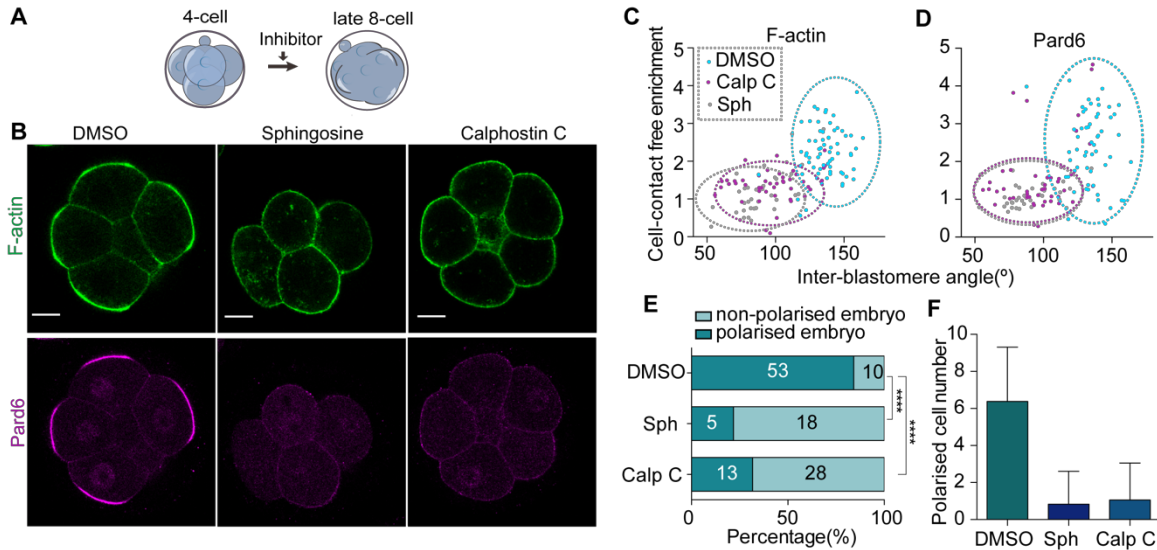 A
4-cell
late 8-cell
Inhibitor
B
DMSO
Sphingosine
Calphostin C
F-actin
Pard6
C
F-actin
Cell-contact free enrichment
5
4
3
2
1
0
DMSO
Calp C
Sph
50
100
150
D
Pard6
5
4
3
2
1
0
50
100
150
Inter-blastomere angle(º)
E
non-polarised embryo
polarised embryo
DMSO
53
10
Sph
5
18
Calp C
13
28
****
****
0
50
100
Percentage(%)
F
Polarised cell number
10
8
6
4
2
0
DMSO
Sph
Calp C